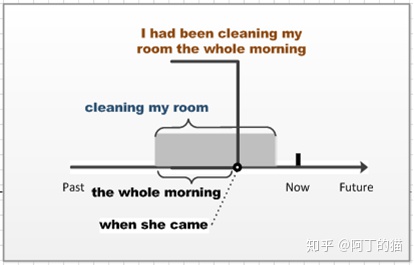 I had been cleaning my
room the whole morning
cleaning my room
Past
the whole morning
Now
Future
when she came
知乎 @阿丁的猫